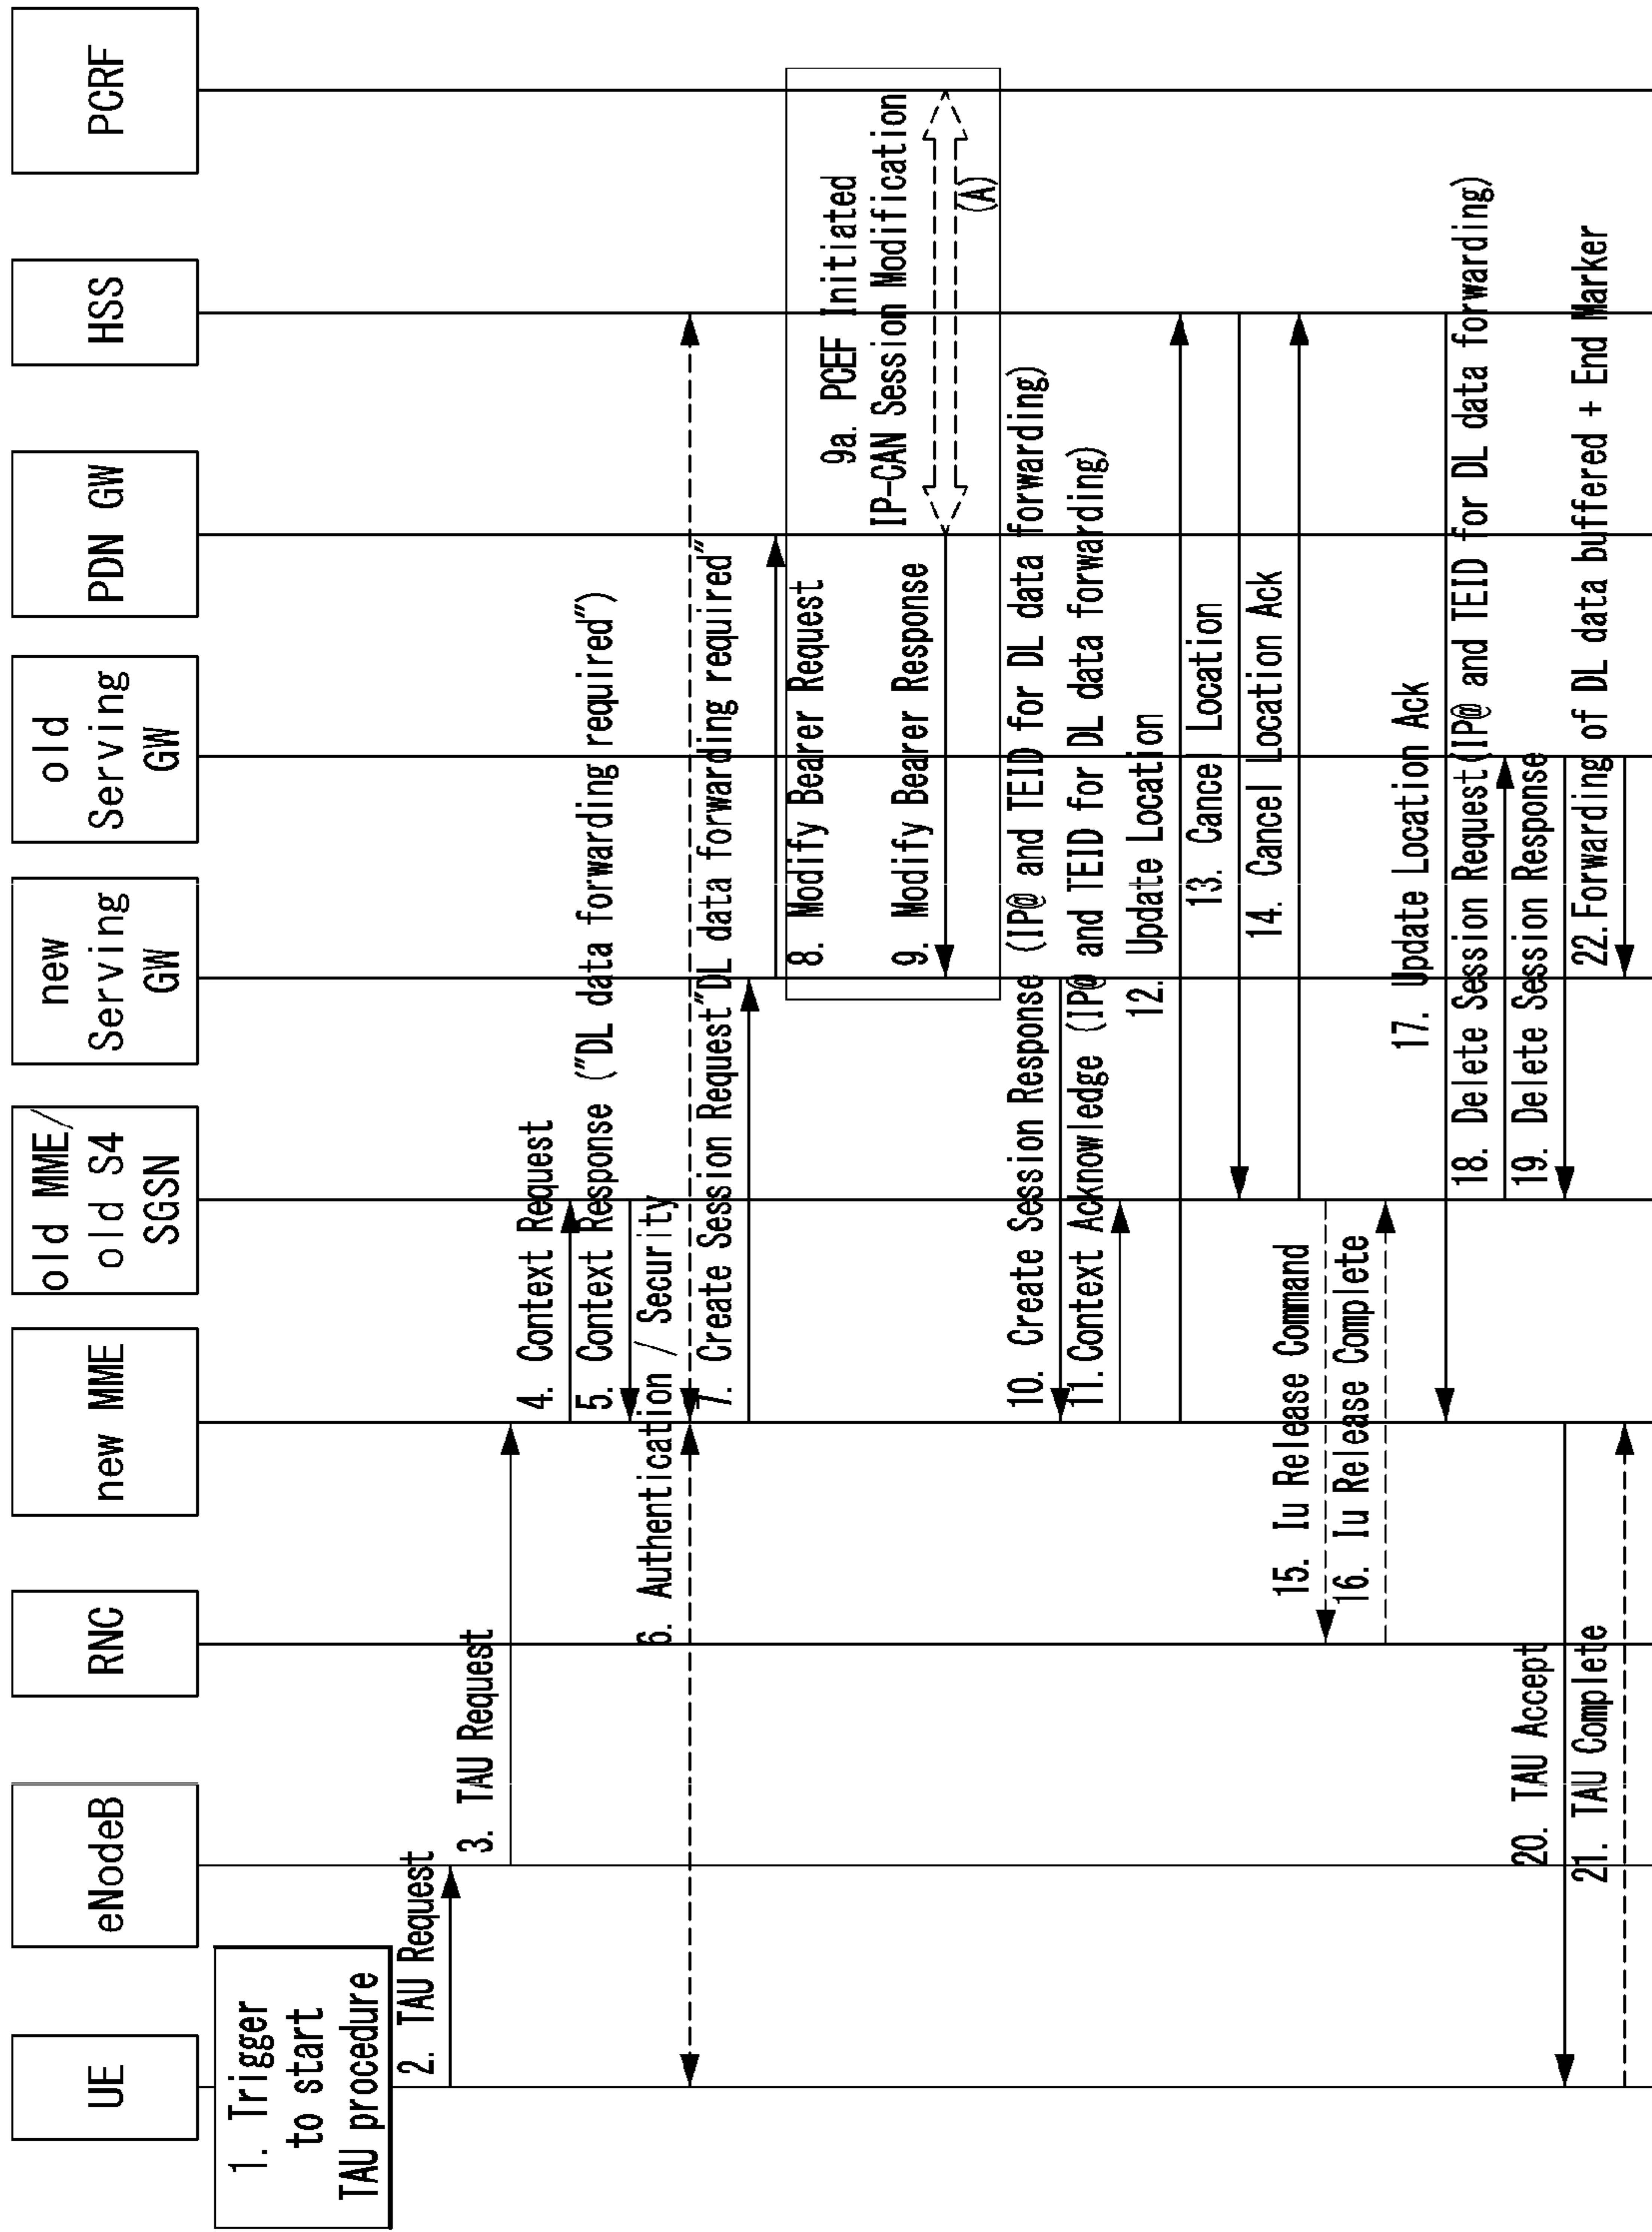 UE
eNodeB
RNC
new MME
old MME/
old S4
SGSN
new
Serving
GW
old
Serving
GW
PDN GW
HSS
PCRF
1. Trigger
to start
TAU procedure
2. TAU Request
3. TAU Request
4. Context Request
5. Context Response ("DL data forwarding required")
6. Authentication / Security
7. Create Session Request"DL data forwarding required"
8. Modify Bearer Request
9a. PCEF Initiated
IP-CAN Session Modification
(A)
9. Modify Bearer Response
10. Create Session Response (IP@ and TEID for DL data forwarding)
11. Context Acknowledge (IP@ and TEID for DL data forwarding)
12. Update Location
13. Cancel Location
14. Cancel Location Ack
15. Iu Release Command
16. Iu Release Complete
17. Update Location Ack
18. Delete Session Request(IP@ and TEID for DL data forwarding)
19. Delete Session Response
20. TAU Accept
21. TAU Complete
22.Forwarding of DL data buffered + End Marker